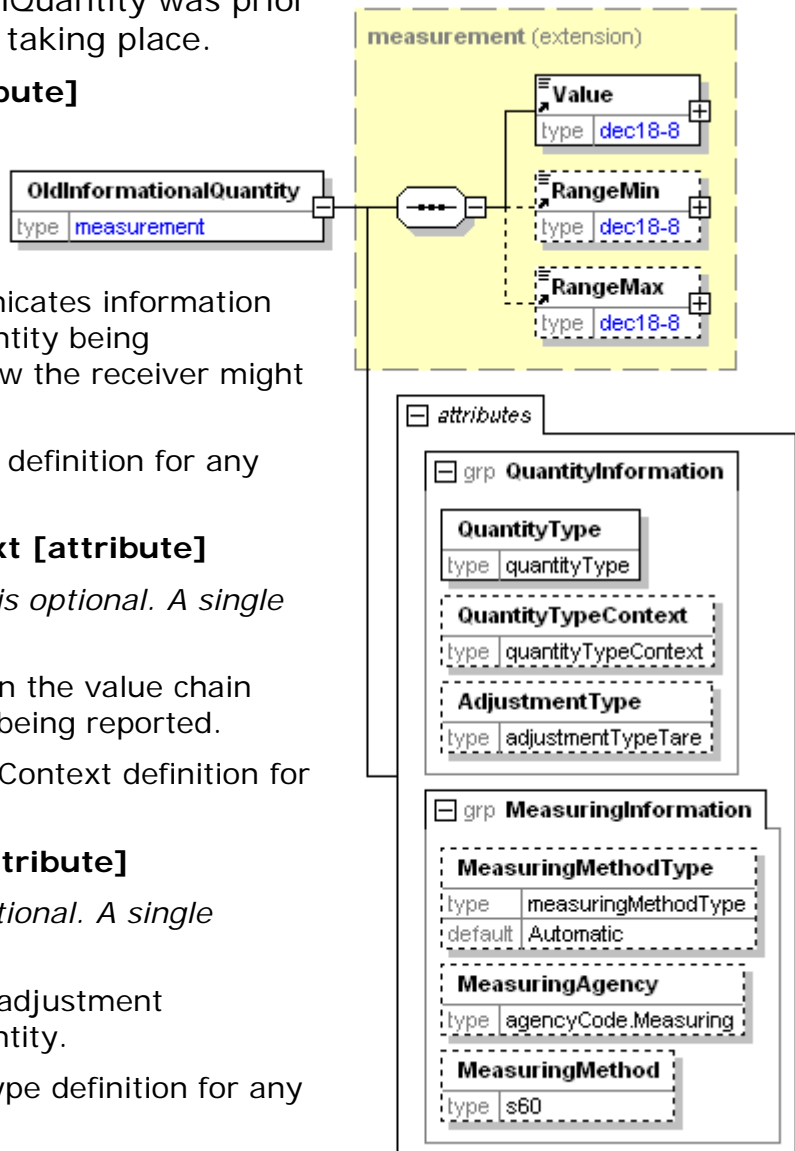 lQuantity was prior
taking place.
bute]
nicates information
ntity being
w the receiver might
definition for any
xt [attribute]
is optional. A single
n the value chain
being reported.
Context definition for
tribute]
tional. A single
adjustment
ntity.
ype definition for any
OldInformationalQuantity
type measurement
measurement (extension)
Value
type dec18-8
RangeMin
type dec18-8
RangeMax
type dec18-8
attributes
grp QuantityInformation
QuantityType
type quantityType
QuantityTypeContext
type quantityTypeContext
AdjustmentType
type adjustmentTypeTare
grp MeasuringInformation
MeasuringMethodType
type measuringMethodType
default Automatic
MeasuringAgency
type agencyCode.Measuring
MeasuringMethod
type s60